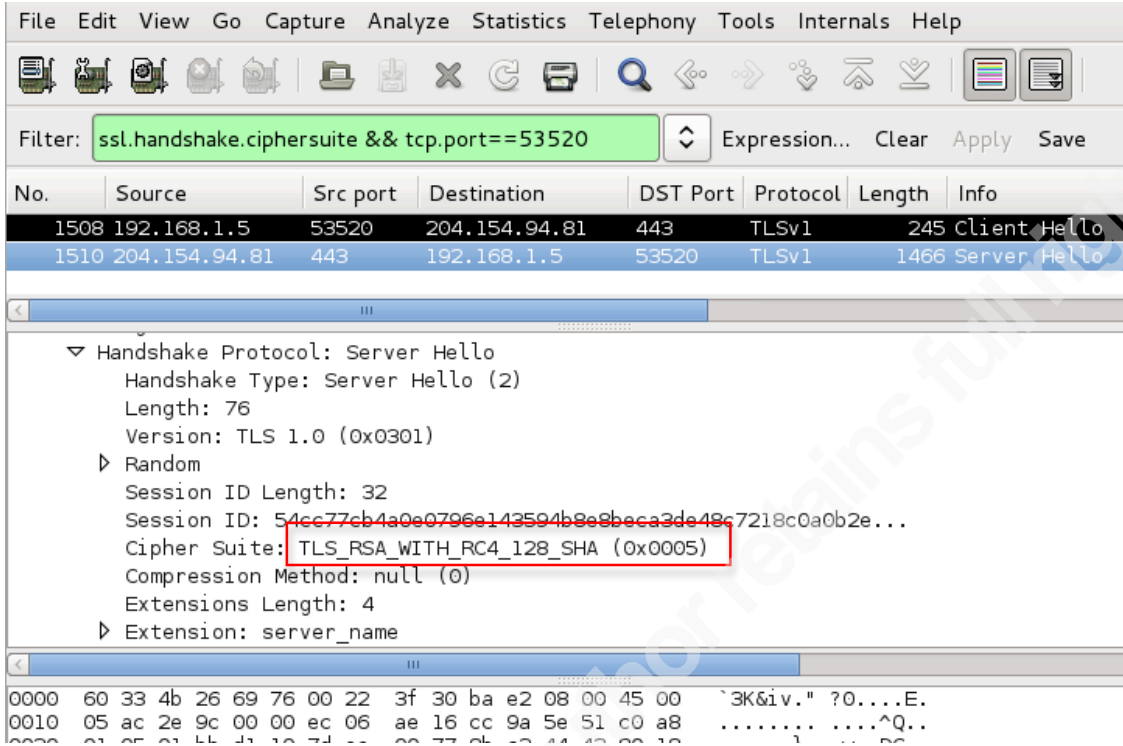 File Edit View Go Capture Analyze Statistics Telephony Tools Internals Help
Filter: ssl.handshake.ciphersuite && tcp.port==53520 Expression... Clear Apply Save
No. Source Src port Destination DST Port Protocol Length Info
1508 192.168.1.5 53520 204.154.94.81 443 TLSv1 245 Client Hello
1510 204.154.94.81 443 192.168.1.5 53520 TLSv1 1466 Server Hello
Handshake Protocol: Server Hello
Handshake Type: Server Hello (2)
Length: 76
Version: TLS 1.0 (0x0301)
Random
Session ID Length: 32
Session ID: 54cc77cb4a0e0796e143594b8e8beca3de48c7218c0a0b2e...
Cipher Suite: TLS_RSA_WITH_RC4_128_SHA (0x0005)
Compression Method: null (0)
Extensions Length: 4
Extension: server_name
0000 60 33 4b 26 69 76 00 22 3f 30 ba e2 08 00 45 00 `3K&iv." ?0....E.
0010 05 ac 2e 9c 00 00 ec 06 ae 16 cc 9a 5e 51 c0 a8 ........ ....^Q..
retains full